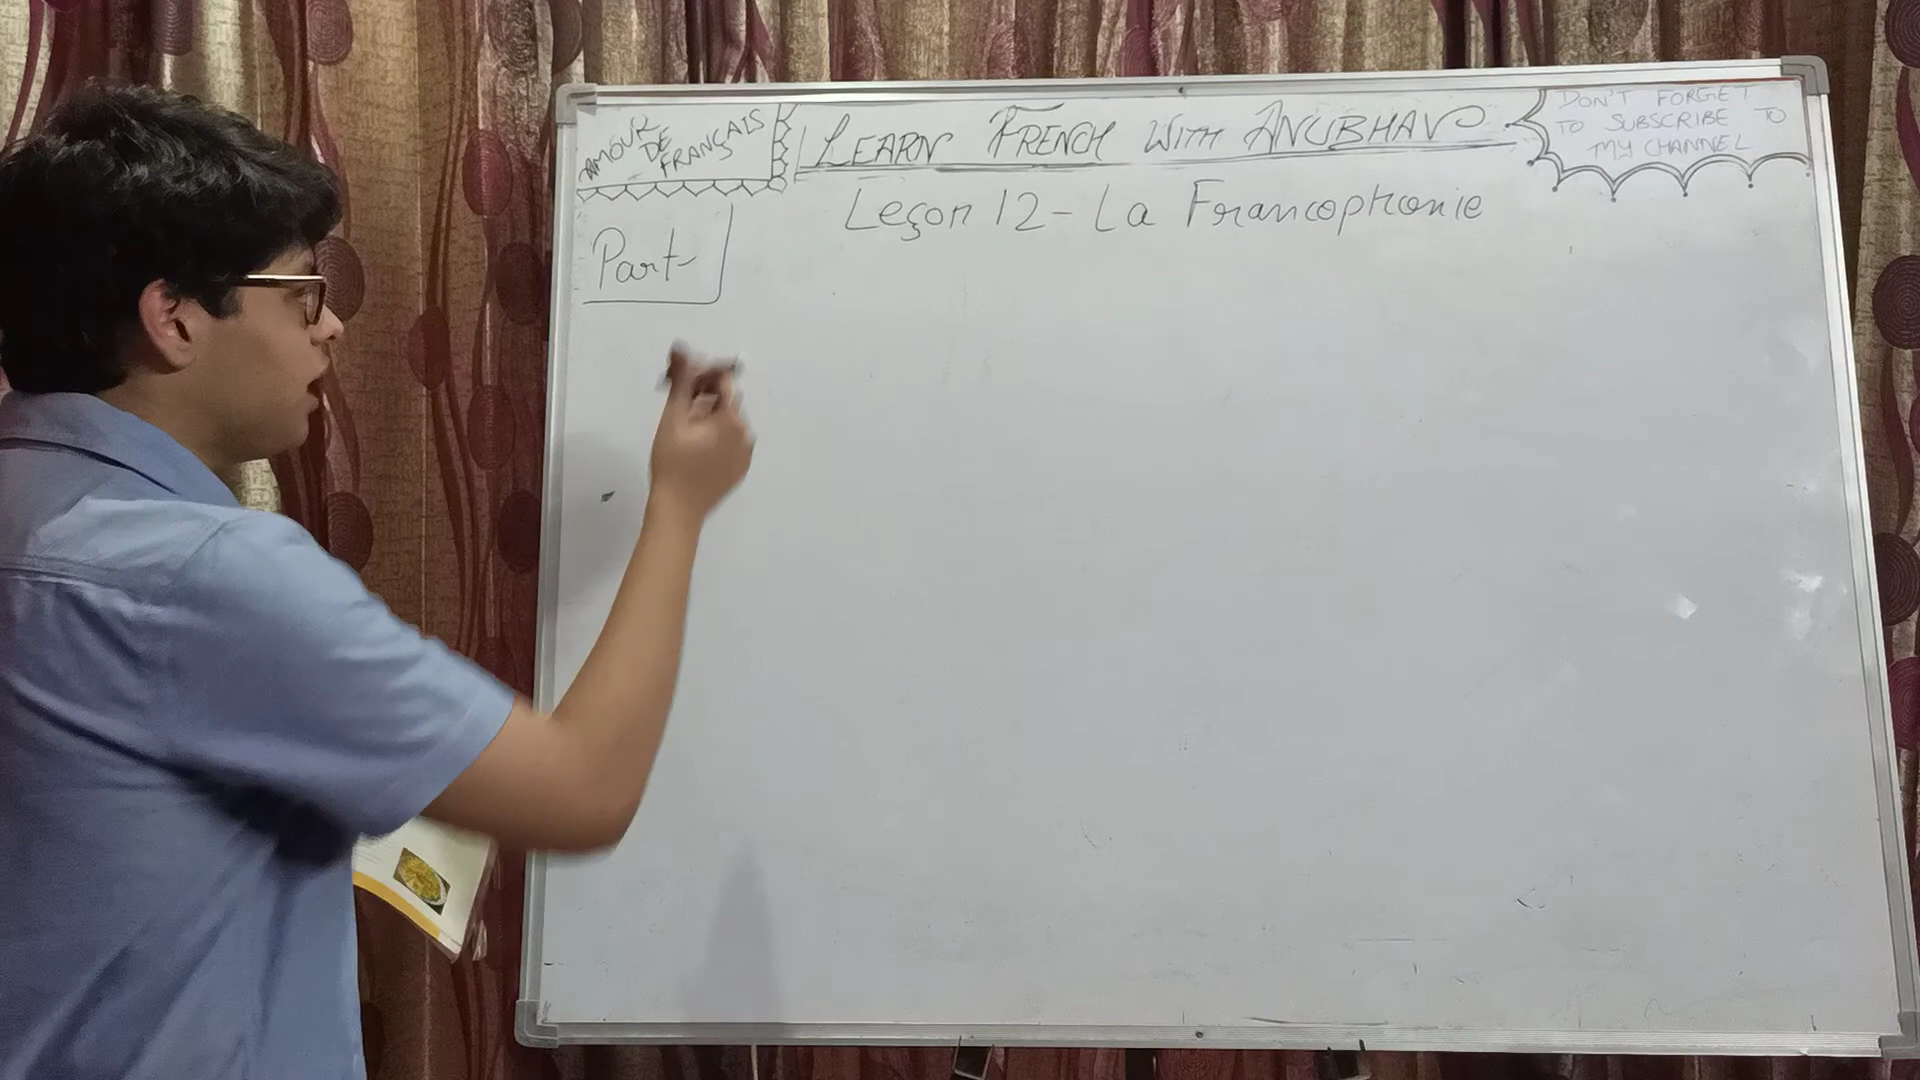 AMOUR
DE
FRANÇAIS
LEARN FRENCH WITH ANUBHAV
DON'T FORGET
TO SUBSCRIBE TO
MY CHANNEL
Leçon 12 - La Francophonie
Part-